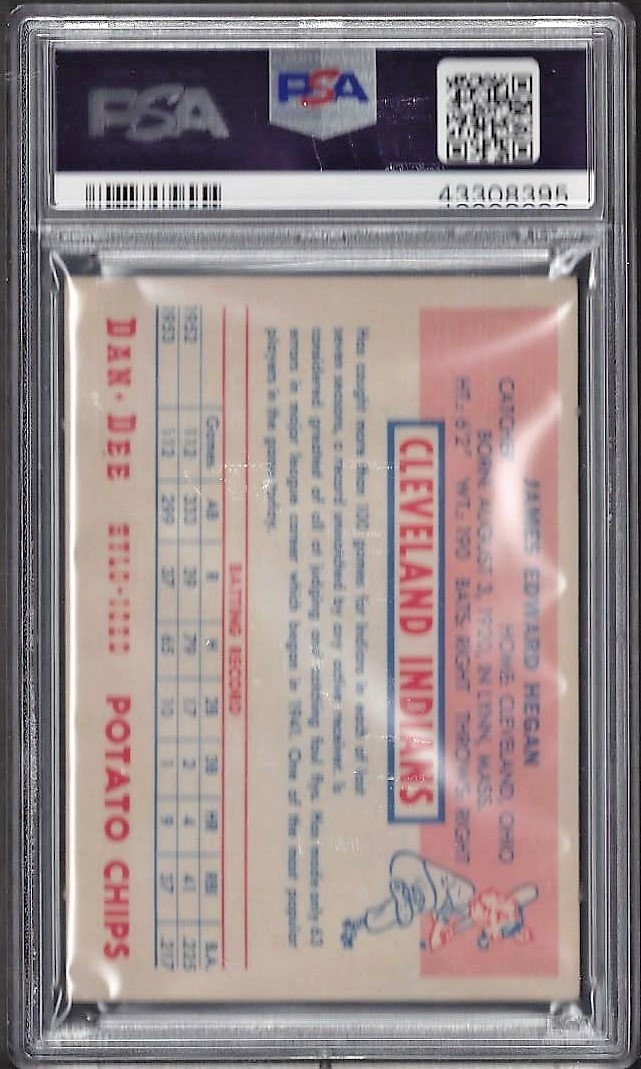 PSA
PSA
43308395
JAMES EDWARD HEGAN
CATCHER HOME: CLEVELAND, OHIO
BORN: AUGUST 3, 1920, IN LYNN, MASS.
HT.: 6'2" WT.: 190 BATS: RIGHT THROWS: RIGHT
CLEVELAND INDIANS
Has caught more than 100 games for Indians in each of last
seven seasons, a record unmatched by any active receiver. Is
considered greatest of all at judging and catching foul flys. Has made only 63
errors in major league career which began in 1941. One of the most popular
players in the game today.
BATTING RECORD
Games AB R H 2B 3B HR RBI B.A.
1952 112 333 39 79 17 2 4 41 .225
1953 112 299 37 65 10 1 9 37 .217
DAN-DEE POTATO CHIPS